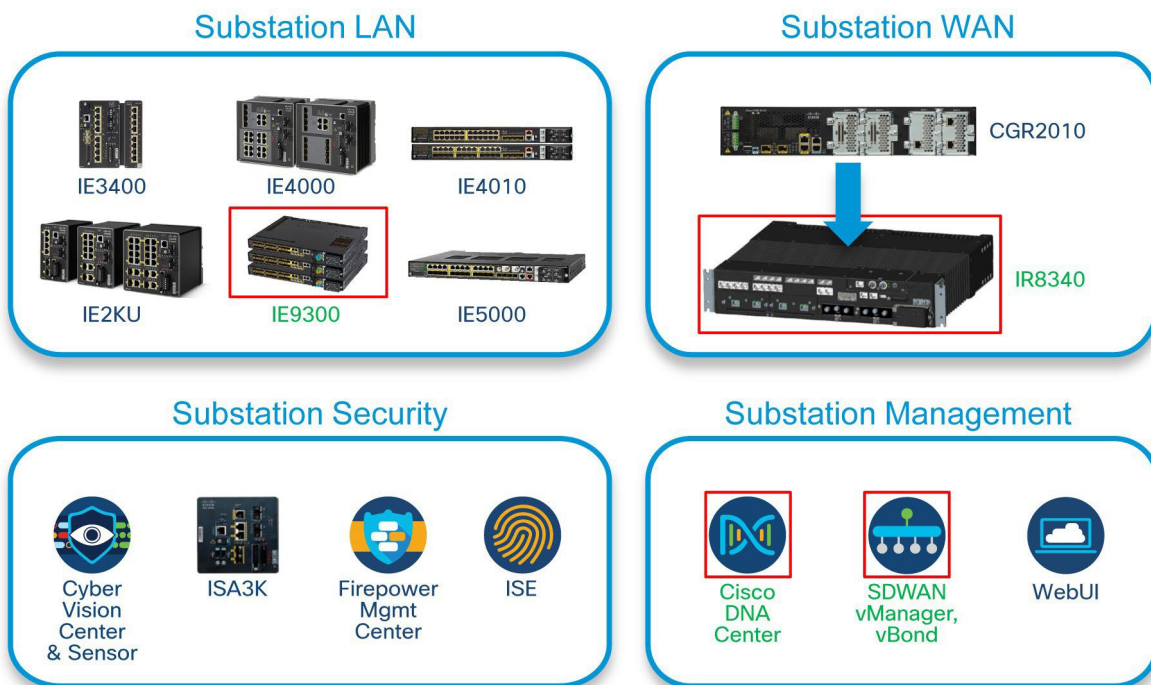 Substation LAN
Substation WAN
IE3400
IE4000
IE4010
IE2KU
IE9300
IE5000
CGR2010
IR8340
Substation Security
Substation Management
Cyber
Vision
Center
& Sensor
ISA3K
Firepower
Mgmt
Center
ISE
Cisco
DNA
Center
SDWAN
vManager,
vBond
WebUI